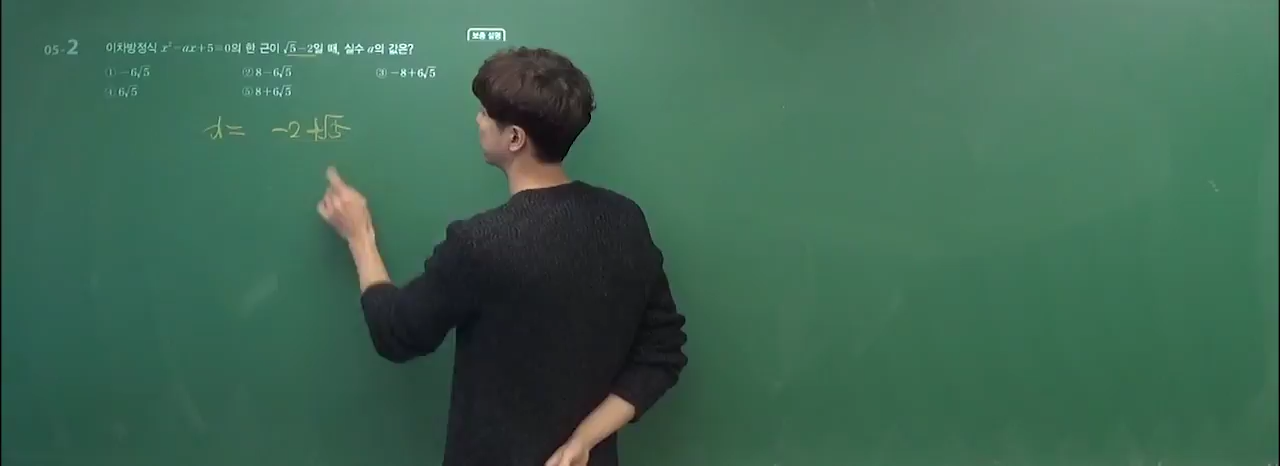 보충 설명
05-2 이차방정식 x²-ax+5=0의 한 근이 √5-2일 때, 실수 a의 값은?
① -6√5 ② 8-6√5 ③ -8+6√5
④ 6√5 ⑤ 8+6√5
x= -2+√5